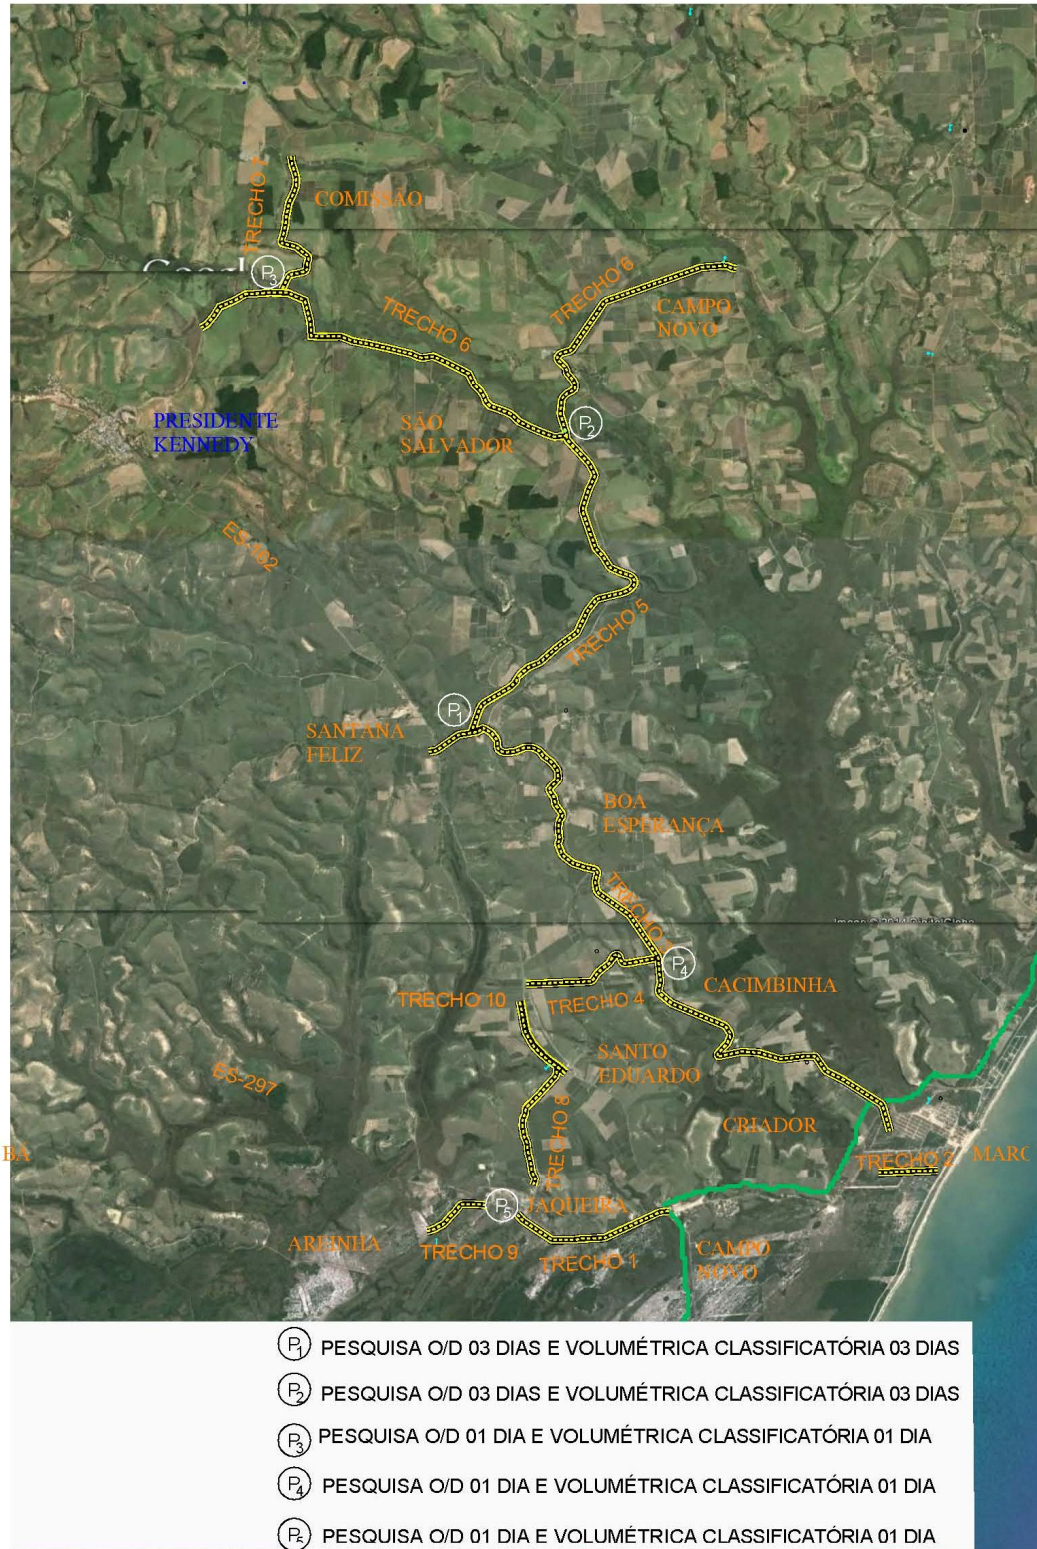 TRECHO
COMISSÃO
P3
TRECHO 6
CAMPO
NOVO
TRECHO 6
PRESIDENTE
KENNEDY
SÃO
SALVADOR
P2
ES-162
TRECHO 5
P1
SANTANA
FELIZ
BOA
ESPERANÇA
TRECHO
P4
CACIMBINHA
TRECHO 10
TRECHO 4
SANTO
EDUARDO
ES-297
TRECHO 8
CRIADOR
BÁ
TRECHO 2
MARO
P5
JAQUEIRA
AREINHA
TRECHO 9
TRECHO 1
CAMPO
NOVO
P1 PESQUISA O/D 03 DIAS E VOLUMÉTRICA CLASSIFICATÓRIA 03 DIAS
P2 PESQUISA O/D 03 DIAS E VOLUMÉTRICA CLASSIFICATÓRIA 03 DIAS
P3 PESQUISA O/D 01 DIA E VOLUMÉTRICA CLASSIFICATÓRIA 01 DIA
P4 PESQUISA O/D 01 DIA E VOLUMÉTRICA CLASSIFICATÓRIA 01 DIA
P5 PESQUISA O/D 01 DIA E VOLUMÉTRICA CLASSIFICATÓRIA 01 DIA